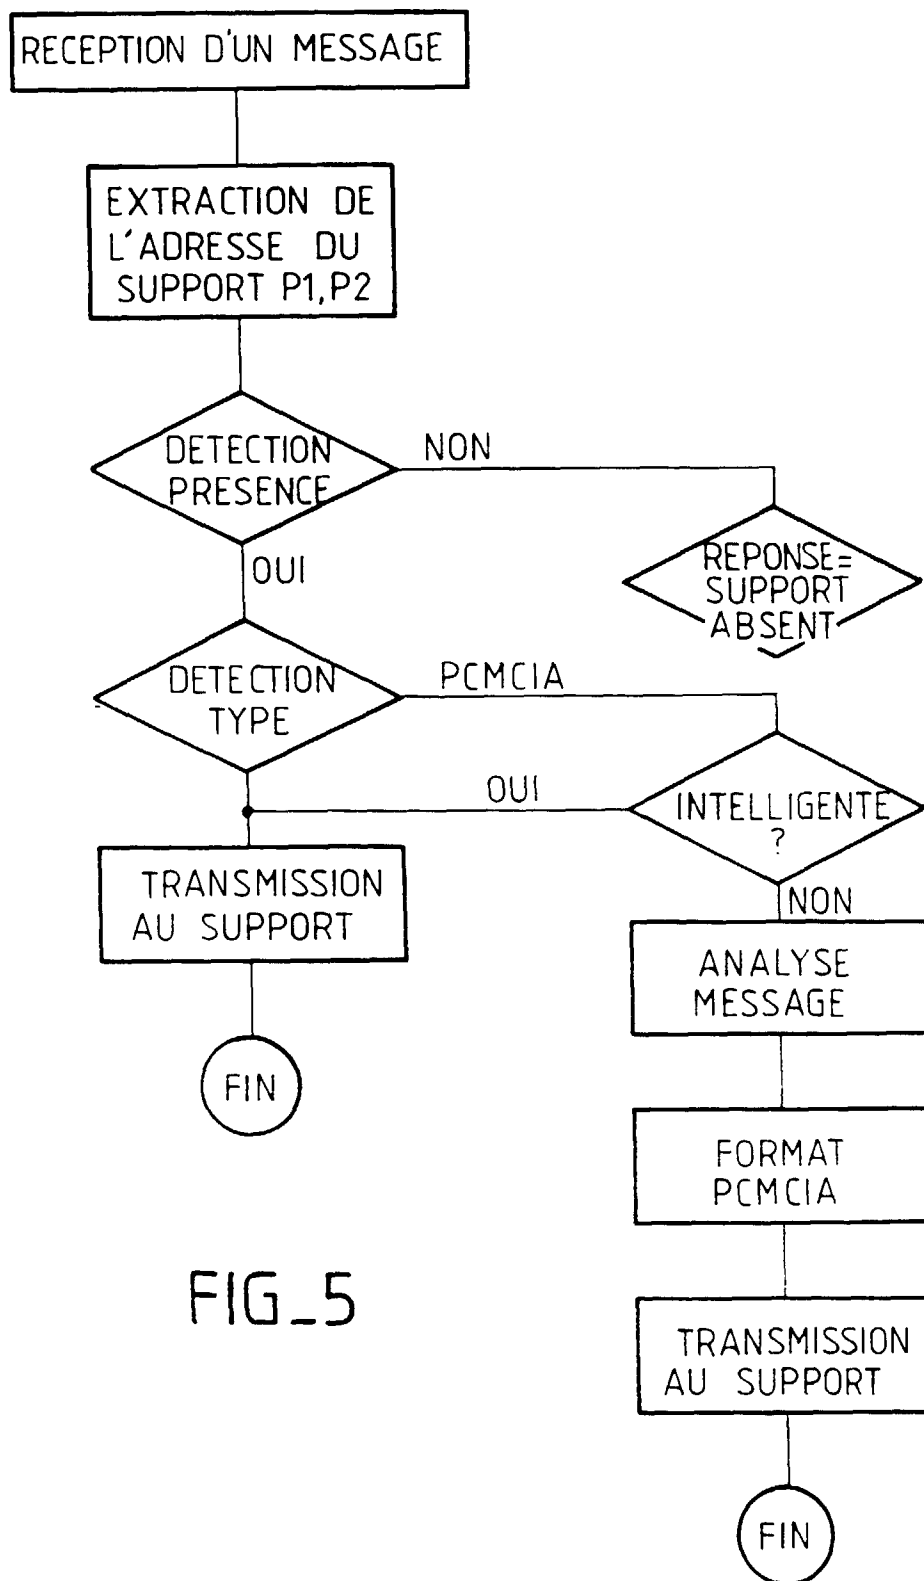 RECEPTION D'UN MESSAGE
EXTRACTION DE
L'ADRESSE DU
SUPPORT P1,P2
DETECTION
PRESENCE
NON
OUI
REPONSE=
SUPPORT
ABSENT
DETECTION
TYPE
PCMCIA
INTELLIGENTE
?
OUI
NON
TRANSMISSION
AU SUPPORT
FIN
ANALYSE
MESSAGE
FORMAT
PCMCIA
TRANSMISSION
AU SUPPORT
FIN
FIG_5